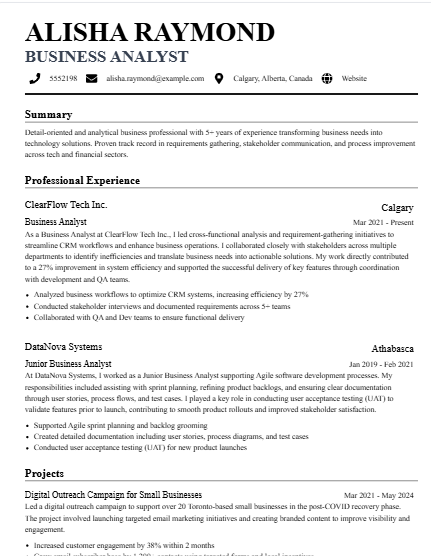 ALISHA RAYMOND
BUSINESS ANALYST
5552198 alisha.raymond@example.com Calgary, Alberta, Canada Website
Summary
Detail-oriented and analytical business professional with 5+ years of experience transforming business needs into
technology solutions. Proven track record in requirements gathering, stakeholder communication, and process improvement
across tech and financial sectors.
Professional Experience
ClearFlow Tech Inc. Calgary
Business Analyst Mar 2021 - Present
As a Business Analyst at ClearFlow Tech Inc., I led cross-functional analysis and requirement-gathering initiatives to
streamline CRM workflows and enhance business operations. I collaborated closely with stakeholders across multiple
departments to identify inefficiencies and translate business needs into actionable solutions. My work directly contributed
to a 27% improvement in system efficiency and supported the successful delivery of key features through coordination
with development and QA teams.
• Analyzed business workflows to optimize CRM systems, increasing efficiency by 27%
• Conducted stakeholder interviews and documented requirements across 5+ teams
• Collaborated with QA and Dev teams to ensure functional delivery
DataNova Systems Athabasca
Junior Business Analyst Jan 2019 - Feb 2021
At DataNova Systems, I worked as a Junior Business Analyst supporting Agile software development processes. My
responsibilities included assisting with sprint planning, refining product backlogs, and ensuring clear documentation
through user stories, process flows, and test cases. I played a key role in conducting user acceptance testing (UAT) to
validate features prior to launch, contributing to smooth product rollouts and improved stakeholder satisfaction.
• Supported Agile sprint planning and backlog grooming
• Created detailed documentation including user stories, process diagrams, and test cases
• Conducted user acceptance testing (UAT) for new product launches
Projects
Digital Outreach Campaign for Small Businesses Mar 2021 - May 2024
Led a digital outreach campaign to support over 20 Toronto-based small businesses in the post-COVID recovery phase.
The project involved launching targeted email marketing initiatives and creating branded content to improve visibility and
engagement.
• Increased customer engagement by 38% within 2 months